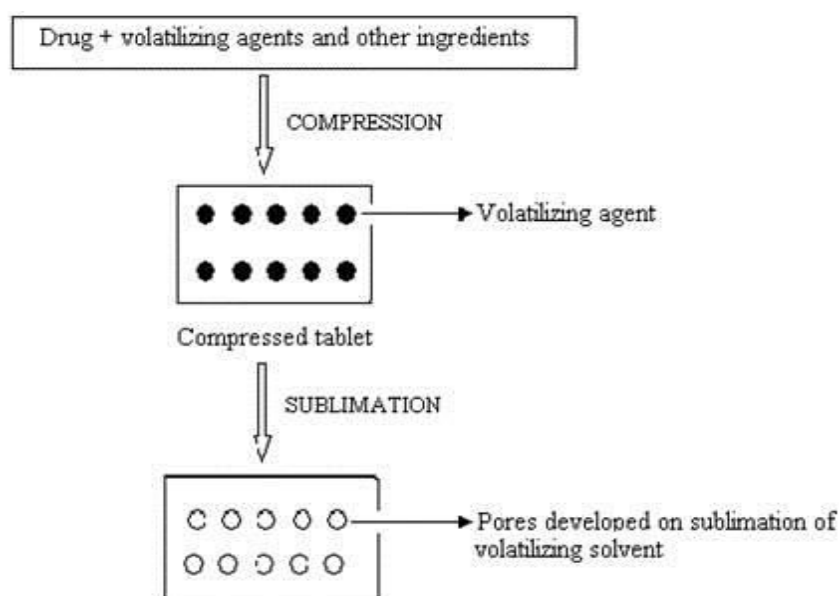 Drug + volatilizing agents and other ingredients
COMPRESSION
Volatilizing agent
Compressed tablet
SUBLIMATION
Pores developed on sublimation of
volatilizing solvent